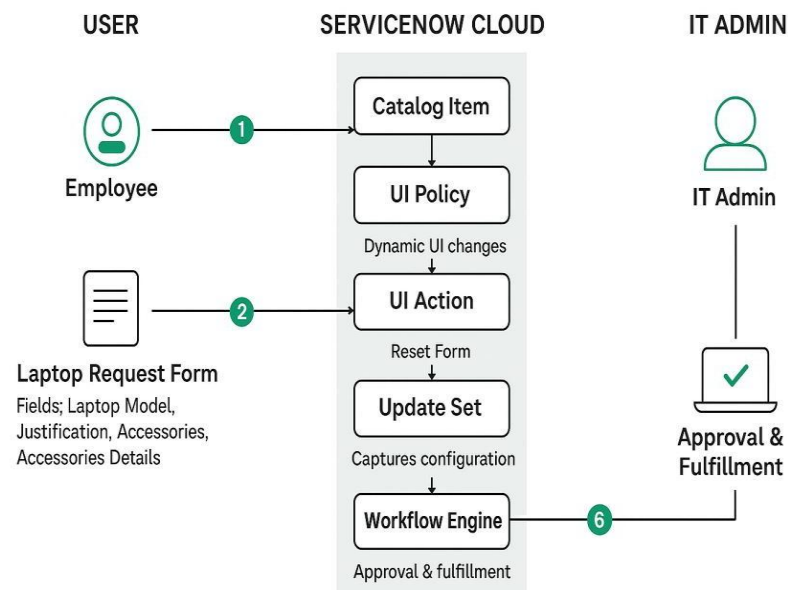 USER
SERVICENOW CLOUD
IT ADMIN
Catalog Item
1
Employee
UI Policy
IT Admin
Dynamic UI changes
UI Action
2
Reset Form
Laptop Request Form
Fields; Laptop Model,
Justification, Accessories,
Accessories Details
Update Set
Captures configuration
Approval &
Fulfillment
Workflow Engine
6
Approval & fulfillment